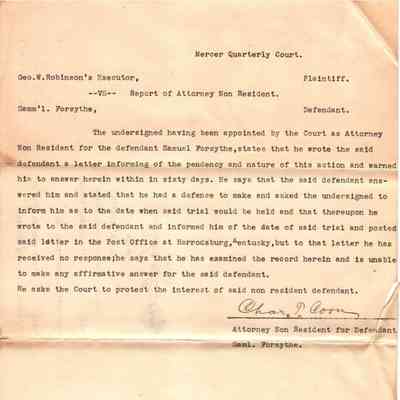 Mercer Quarterly Court.
Geo.W.Robinson's Executor, Plaintiff.
--VS-- Report of Attorney Non Resident.
Samm'l. Forsythe, Defendant.
The undersigned having been appointed by the Court as Attorney
Non Resident for the defendant Samuel Forsythe,states that he wrote the said
defendant a letter informing of the pendency and nature of this action and warned
him to answer herein within in sixty days. He says that the said defendant ans-
wered him and stated that he had a defence to make and asked the undersigned to
inform him as to the date when said trial would be held and that thereupon he
wrote to the said defendant and informed him of the date of said trial and posted
said letter in the Post Office at Harrodsburg,Kentucky,but to that letter he has
received no response;he says that he has examined the record herein and is unable
to make any affirmative answer for the said defendant.
He asks the Court to protect the interest of said non resident defendant.
Attorney Non Resident for Defendant
Saml. Forsythe.